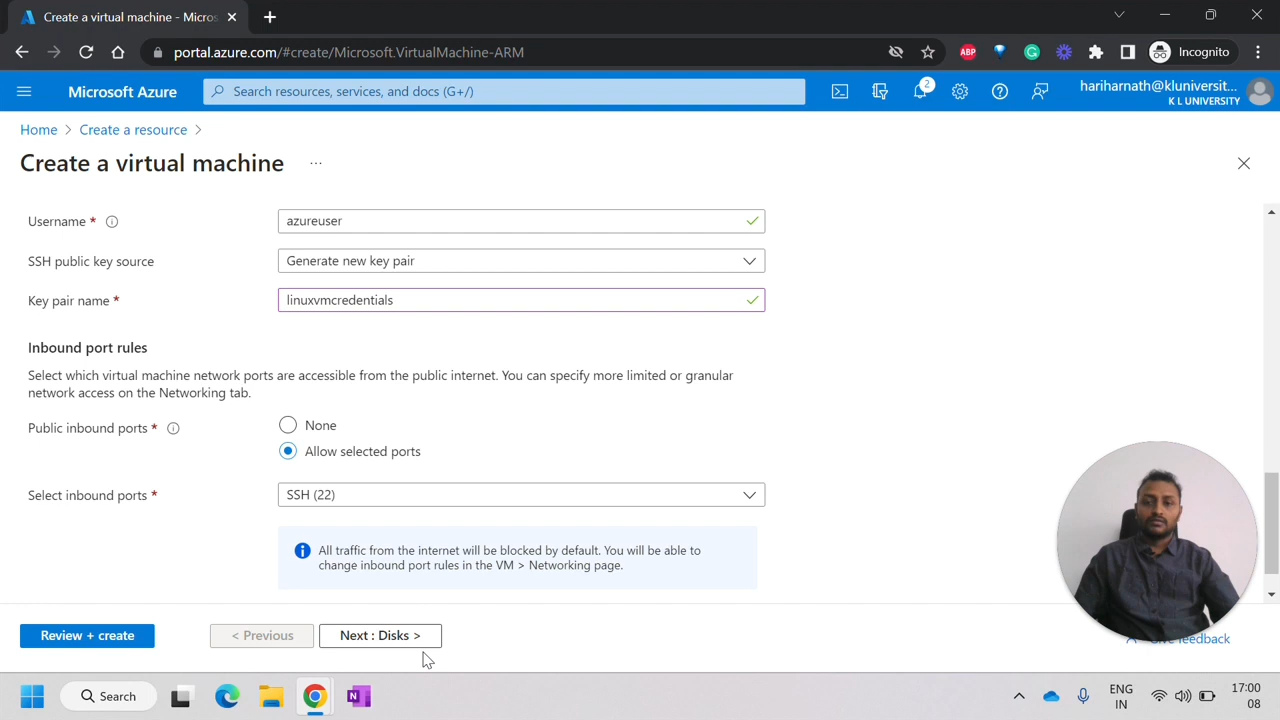 Create a virtual machine - Micros
portal.azure.com/#create/Microsoft.VirtualMachine-ARM
ABP
Incognito
Microsoft Azure
Search resources, services, and docs (G+/)
2
hariharnath@kluniversit...
K L UNIVERSITY
Home > Create a resource >
Create a virtual machine ...
Username *
azureuser
SSH public key source
Generate new key pair
Key pair name *
linuxvmcredentials
Inbound port rules
Select which virtual machine network ports are accessible from the public internet. You can specify more limited or granular
network access on the Networking tab.
Public inbound ports *
None
Allow selected ports
Select inbound ports *
SSH (22)
All traffic from the internet will be blocked by default. You will be able to
change inbound port rules in the VM > Networking page.
Review + create
< Previous
Next : Disks >
Give feedback
Search
N
ENG
IN
17:00
08